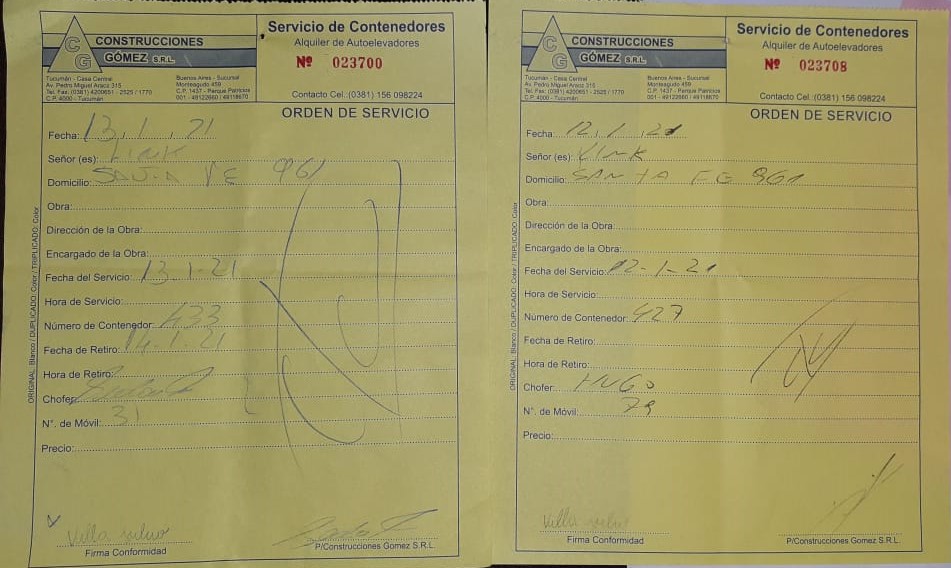 CG
CONSTRUCCIONES
GÓMEZ S.R.L.
Tucumán - Casa Central
Av. Pedro Miguel Araoz 315
Tel. Fax: (0381) 4200651 - 2525 / 1770
C.P. 4000 - Tucumán
Buenos Aires - Sucursal
Monteagudo 459
C.P. 1437 - Parque Patricios
001 - 49122660 / 49118670
Servicio de Contenedores
Alquiler de Autoelevadores
Nº 023700
Contacto Cel.:(0381) 156 098224
ORDEN DE SERVICIO
Fecha: 13.1.21
Señor (es): LINK
Domicilio: SANTA FE 961
Obra:
Dirección de la Obra:
Encargado de la Obra:
Fecha del Servicio: 13-1-21
Hora de Servicio:
Número de Contenedor: 433
Fecha de Retiro: 14-1-21
Hora de Retiro:
Chofer:
N°. de Móvil: 31
Precio:
Firma Conformidad
P/Construcciones Gomez S.R.L.
ORIGINAL: Blanco / DUPLICADO: Color / TRIPLICADO: Color
CG
CONSTRUCCIONES
GÓMEZ S.R.L.
Tucumán - Casa Central
Av. Pedro Miguel Araoz 315
Tel. Fax: (0381) 4200651 - 2525 / 1770
C.P. 4000 - Tucumán
Buenos Aires - Sucursal
Monteagudo 459
C.P. 1437 - Parque Patricios
001 - 49122660 / 49118670
Servicio de Contenedores
Alquiler de Autoelevadores
Nº 023708
Contacto Cel.:(0381) 156 098224
ORDEN DE SERVICIO
Fecha: 12.1.21
Señor (es): LINK
Domicilio: SANTA FE 961
Obra:
Dirección de la Obra:
Encargado de la Obra:
Fecha del Servicio: 12-1-21
Hora de Servicio:
Número de Contenedor: 427
Fecha de Retiro:
Hora de Retiro:
Chofer: HUGO
N°. de Móvil: 79
Precio:
Firma Conformidad
P/Construcciones Gomez S.R.L.
ORIGINAL: Blanco / DUPLICADO: Color / TRIPLICADO: Color